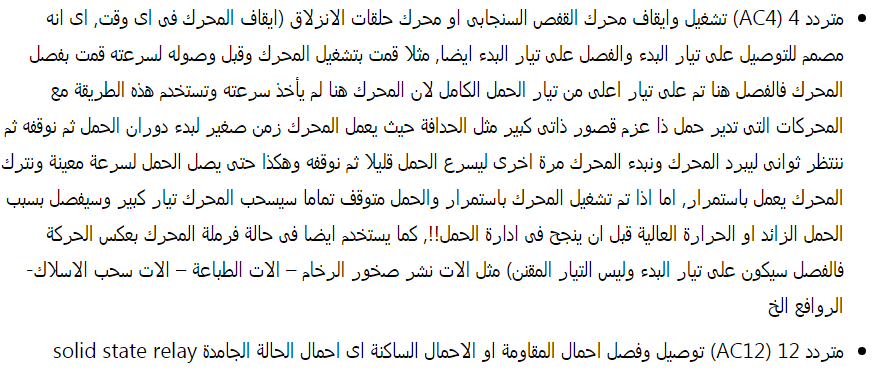 • متردد 4 (AC4) تشغيل وايقاف محرك القفص السنجابى او محرك حلقات الانزلاق (ايقاف المحرك فى اى وقت, اى انه
مصمم للتوصيل على تيار البدء والفصل على تيار البدء ايضا, مثلا قمت بتشغيل المحرك وقبل وصوله لسرعته قمت بفصل
المحرك فالفصل هنا تم على تيار اعلى من تيار الحمل الكامل لان المحرك هنا لم يأخذ سرعته وتستخدم هذه الطريقة مع
المحركات التى تدير حمل ذا عزم قصور ذاتى كبير مثل الحدافة حيث يعمل المحرك زمن صغير لبدء دوران الحمل ثم نوقفه ثم
ننتظر ثوانى ليبرد المحرك ونبدء المحرك مرة اخرى ليسرع الحمل قليلا ثم نوقفه وهكذا حتى يصل الحمل لسرعة معينة ونترك
المحرك يعمل باستمرار, اما اذا تم تشغيل المحرك باستمرار والحمل متوقف تماما سيسحب المحرك تيار كبير وسيفصل بسبب
الحمل الزائد او الحرارة العالية قبل ان ينجح فى ادارة الحمل!!, كما يستخدم ايضا فى حالة فرملة المحرك بعكس الحركة
فالفصل سيكون على تيار البدء وليس التيار المقنن) مثل الات نشر صخور الرخام – الات الطباعة – الات سحب الاسلاك-
الروافع الخ
• متردد 12 (AC12) توصيل وفصل احمال المقاومة او الاحمال الساكنة اى احمال الحالة الجامدة solid state relay